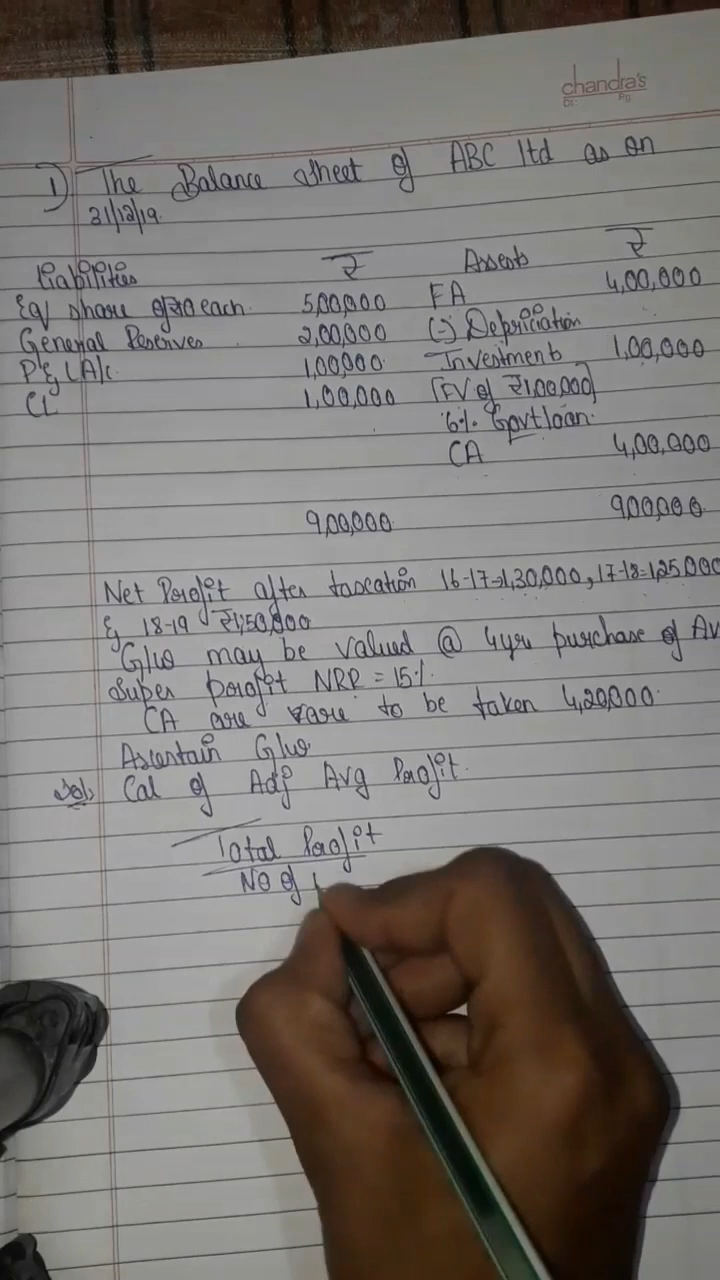 chandra's
Dt. Pg.
1) The Balance sheet of ABC ltd as on
31/12/19.
Liabilities ₹ Assents ₹
Eq share of each. 5,00,000 FA 4,00,000
General Reserves 2,00,000 (-) Depriciation
P & L A/c. 1,00,000 Investment 1,00,000
CL 1,00,000 [FV of ₹1,00,000]
6% Govt loan.
CA 4,00,000
9,00,000 9,00,000
Net Profit after taxation 16-17=1,30,000, 17-18=1,25,000
& 18-19 ₹1,50,000
G/w may be valued @ 4yrs purchase of Av
Super profit NRR = 15%.
CA are to be taken 4,20,000.
Ascertain G/w
Sol: Cal of Adj Avg Profit.
Total Profit
No of